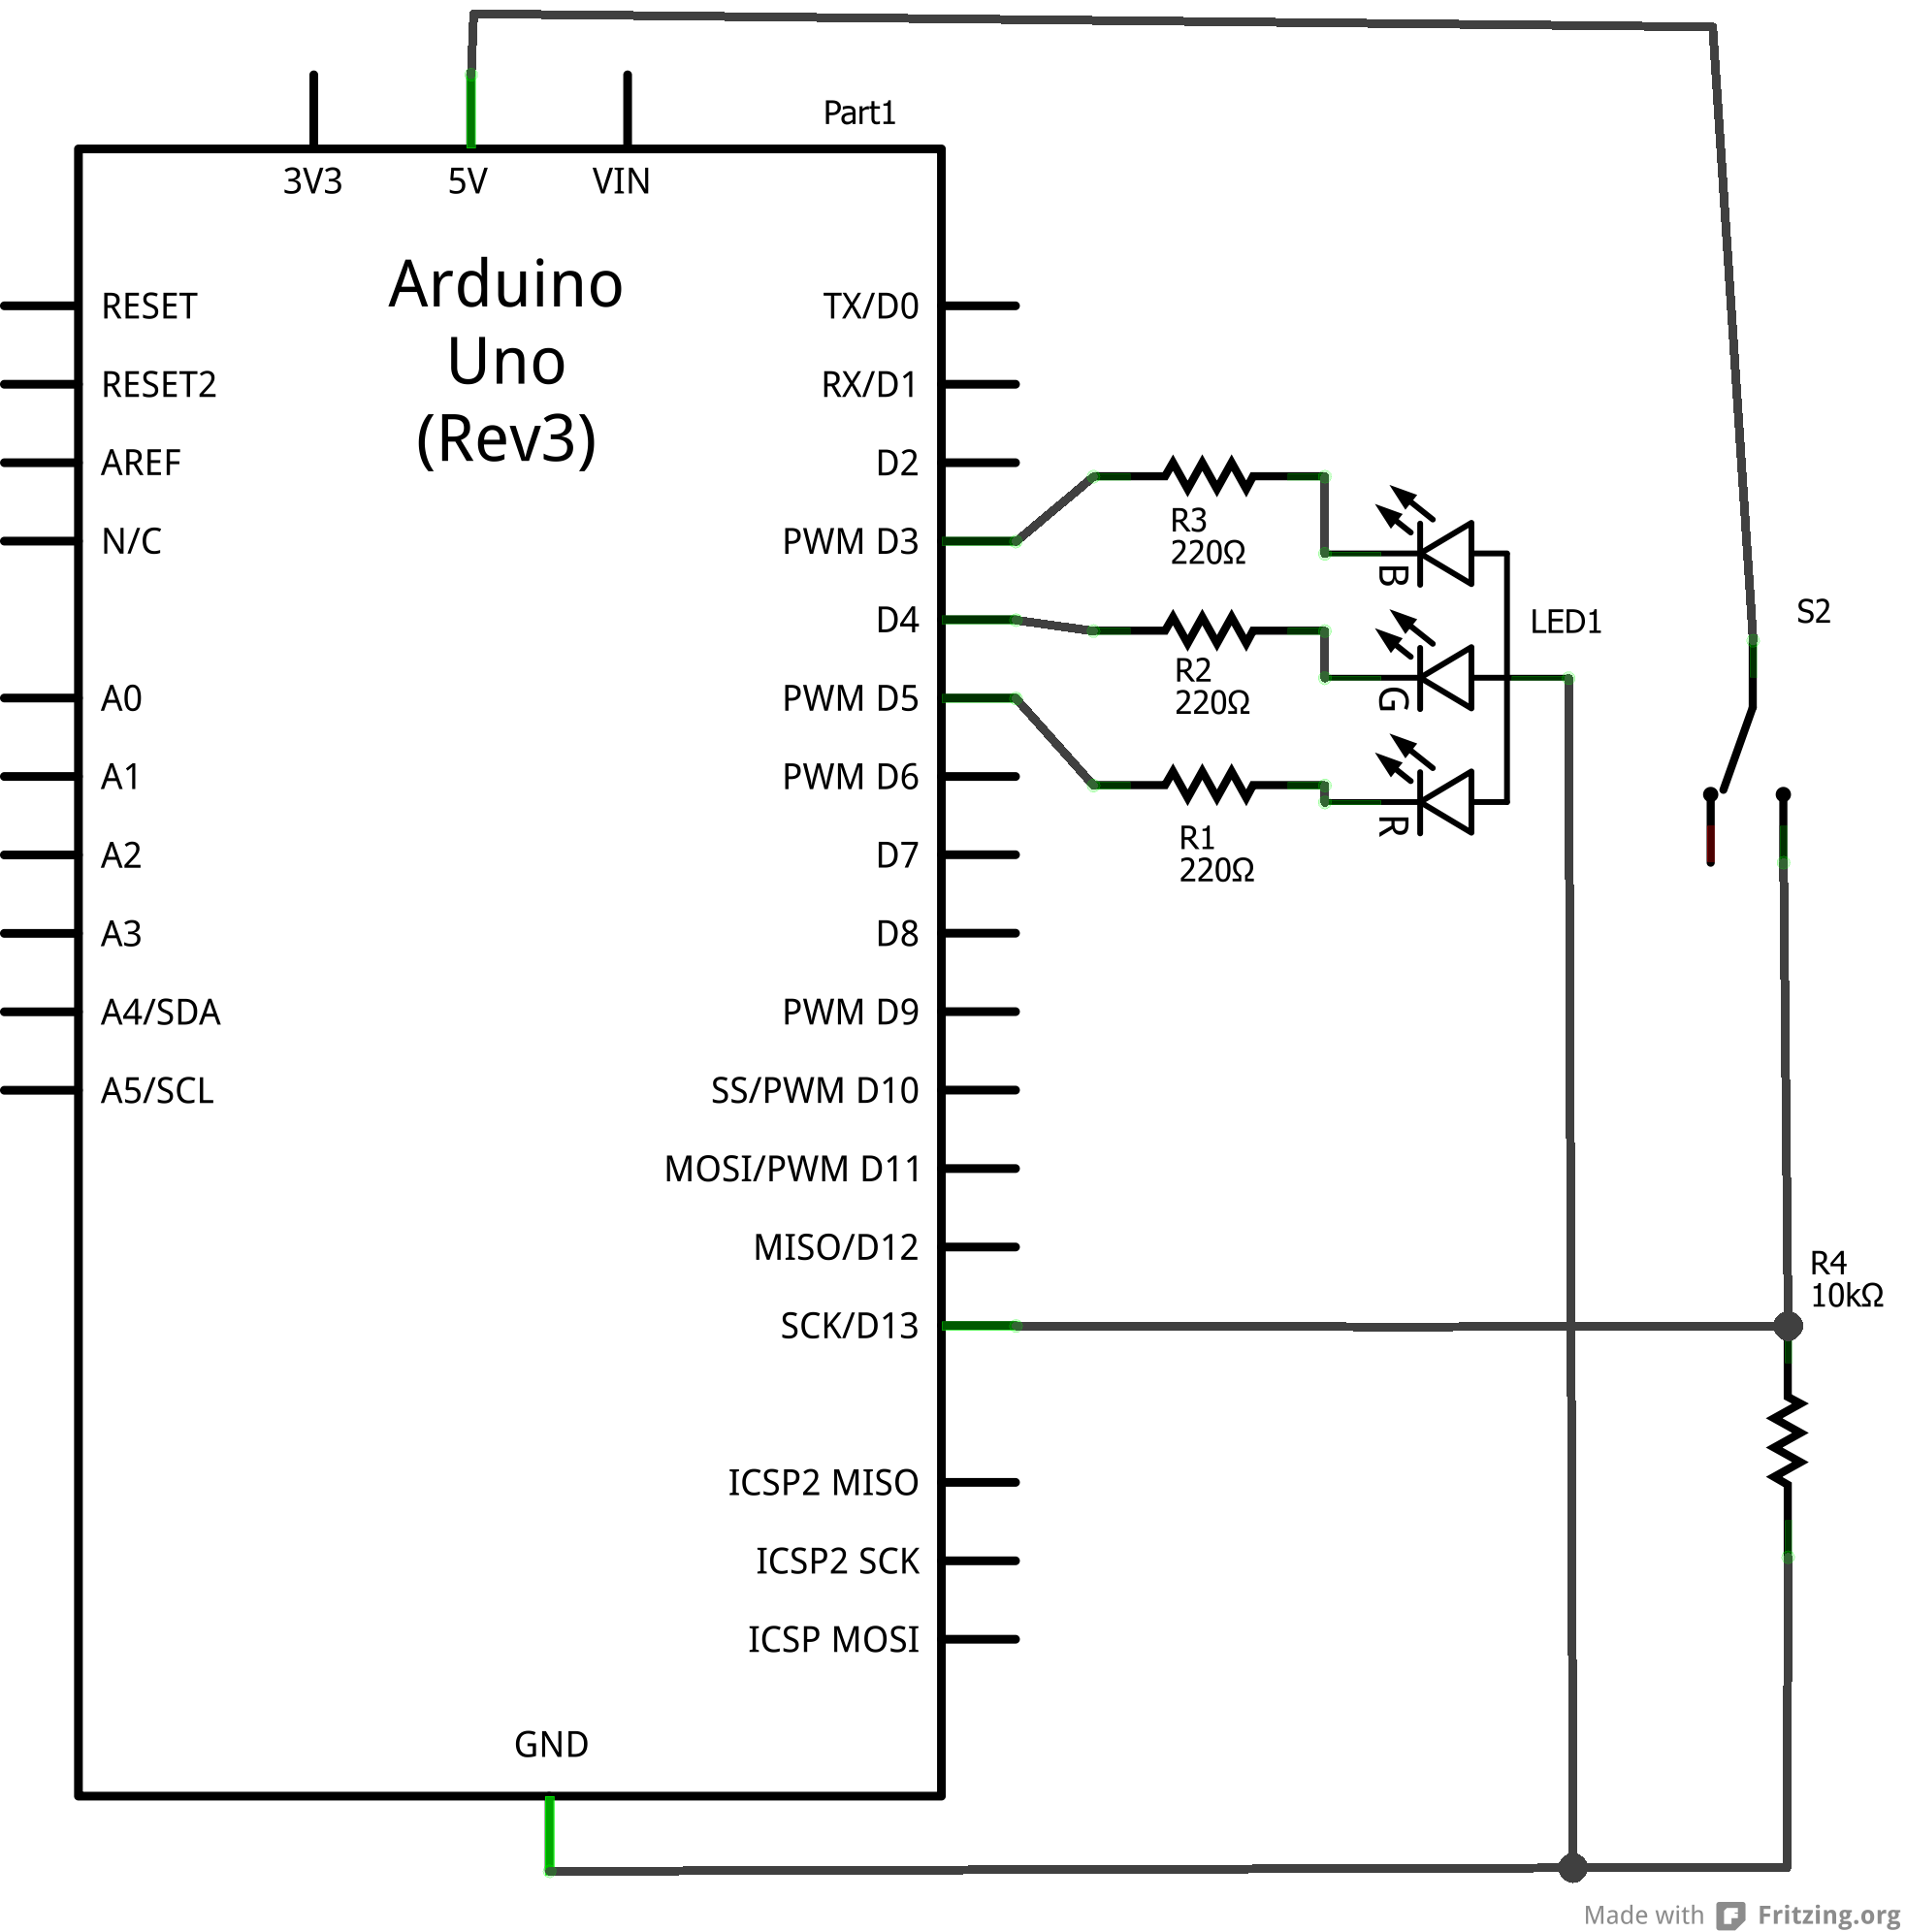 Part1
3V3
5V
VIN
Arduino
Uno
(Rev3)
RESET
RESET2
AREF
N/C
A0
A1
A2
A3
A4/SDA
A5/SCL
TX/D0
RX/D1
D2
PWM D3
D4
PWM D5
PWM D6
D7
D8
PWM D9
SS/PWM D10
MOSI/PWM D11
MISO/D12
SCK/D13
ICSP2 MISO
ICSP2 SCK
ICSP MOSI
GND
R3
220Ω
R2
220Ω
R1
220Ω
B
G
R
LED1
S2
R4
10kΩ
Made with Fritzing.org